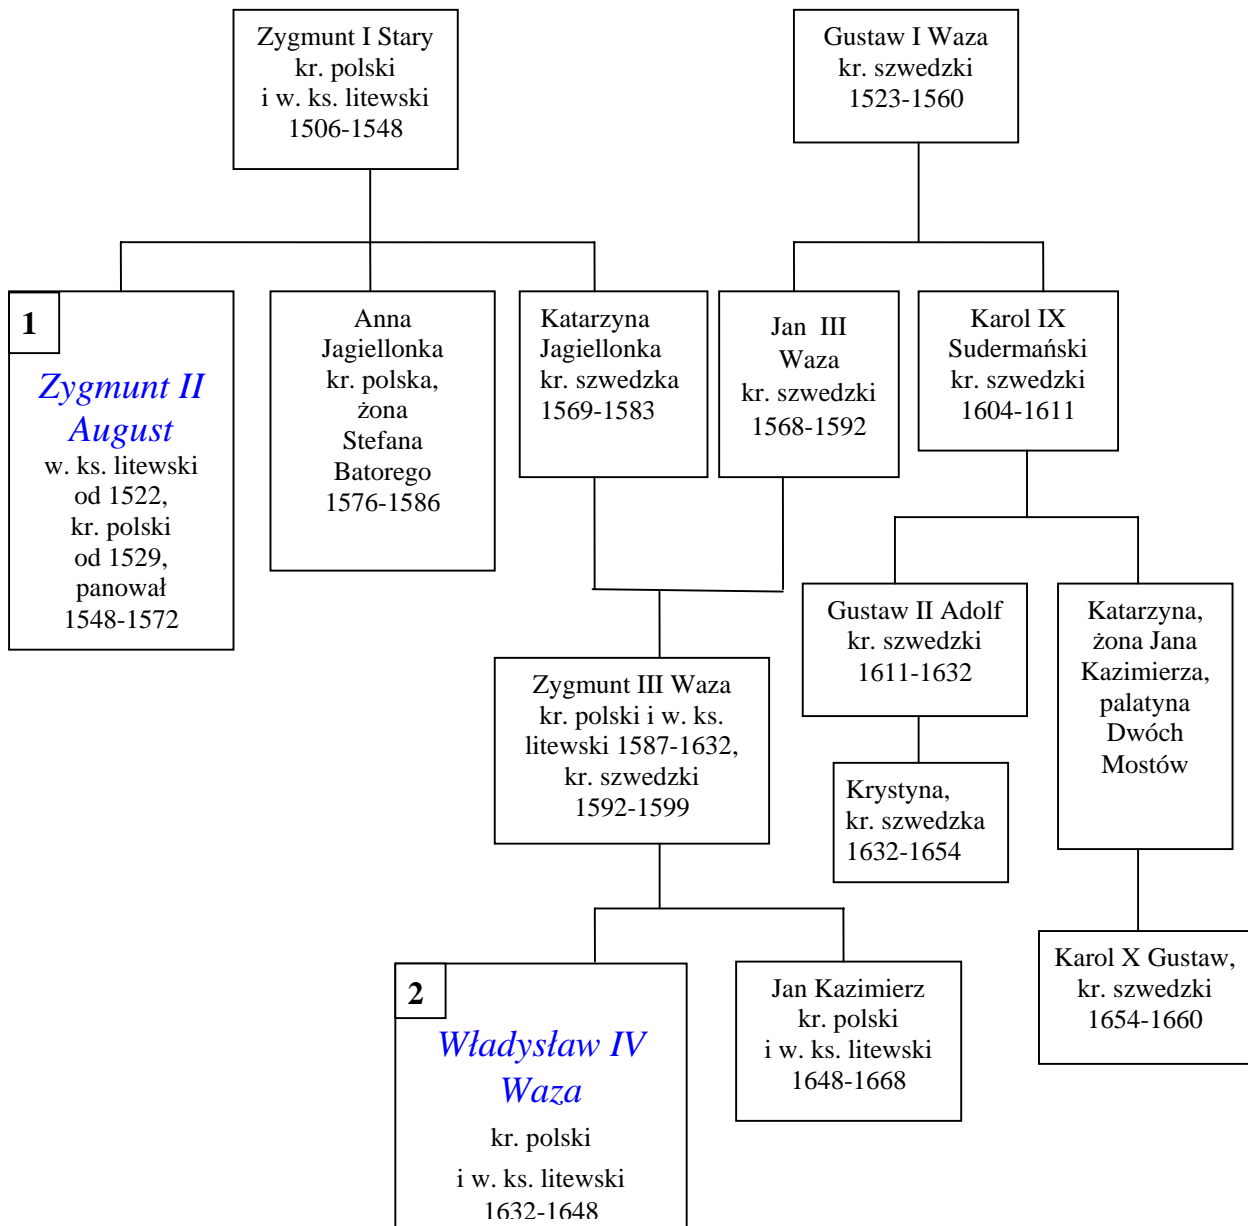 Zygmunt I Stary
kr. polski
i w. ks. litewski
1506-1548
Gustaw I Waza
kr. szwedzki
1523-1560
1
Zygmunt II
August
w. ks. litewski
od 1522,
kr. polski
od 1529,
panował
1548-1572
Anna
Jagiellonka
kr. polska,
żona
Stefana
Batorego
1576-1586
Katarzyna
Jagiellonka
kr. szwedzka
1569-1583
Jan III
Waza
kr. szwedzki
1568-1592
Karol IX
Sudermański
kr. szwedzki
1604-1611
Zygmunt III Waza
kr. polski i w. ks.
litewski 1587-1632,
kr. szwedzki
1592-1599
Gustaw II Adolf
kr. szwedzki
1611-1632
Katarzyna,
żona Jana
Kazimierza,
palatyna
Dwóch
Mostów
Krystyna,
kr. szwedzka
1632-1654
2
Władysław IV
Waza
kr. polski
i w. ks. litewski
1632-1648
Jan Kazimierz
kr. polski
i w. ks. litewski
1648-1668
Karol X Gustaw,
kr. szwedzki
1654-1660